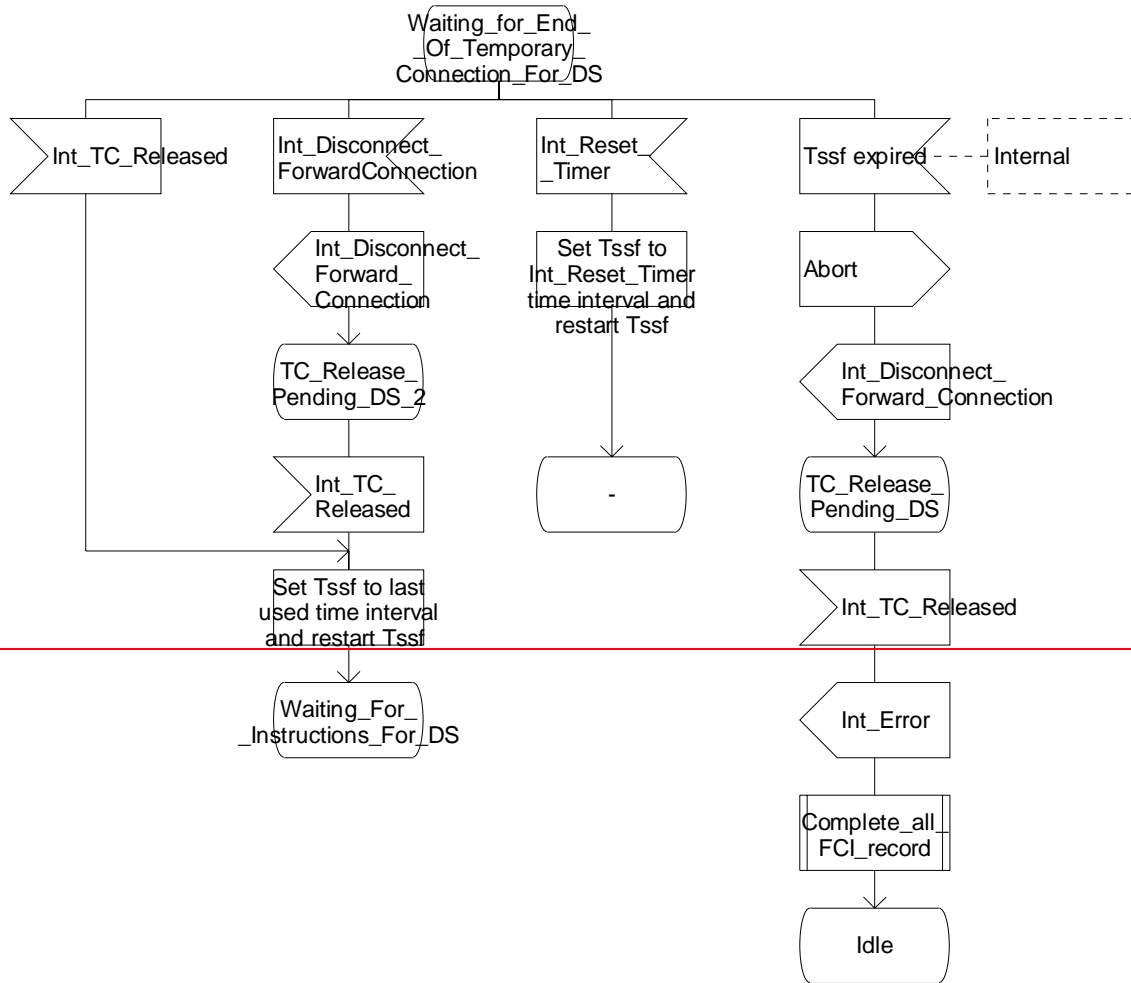 Waiting_for_End_
_Of_Temporary_
Connection_For_DS
Int_TC_Released
Int_Disconnect_
ForwardConnection
Int_Reset_
_Timer
Tssf expired
Internal
Int_Disconnect_
Forward_
Connection
Set Tssf to
Int_Reset_Timer
time interval and
restart Tssf
Abort
TC_Release_
Pending_DS_2
Int_Disconnect_
Forward_Connection
Int_TC_
Released
-
TC_Release_
Pending_DS
Set Tssf to last
used time interval
and restart Tssf
Int_TC_Released
Waiting_For_
_Instructions_For_DS
Int_Error
Complete_all_
FCI_record
Idle